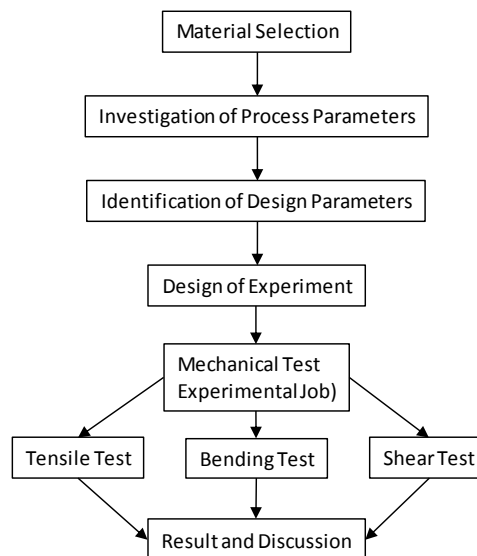 Material Selection
Investigation of Process Parameters
Identification of Design Parameters
Design of Experiment
Mechanical Test
Experimental Job)
Tensile Test
Bending Test
Shear Test
Result and Discussion